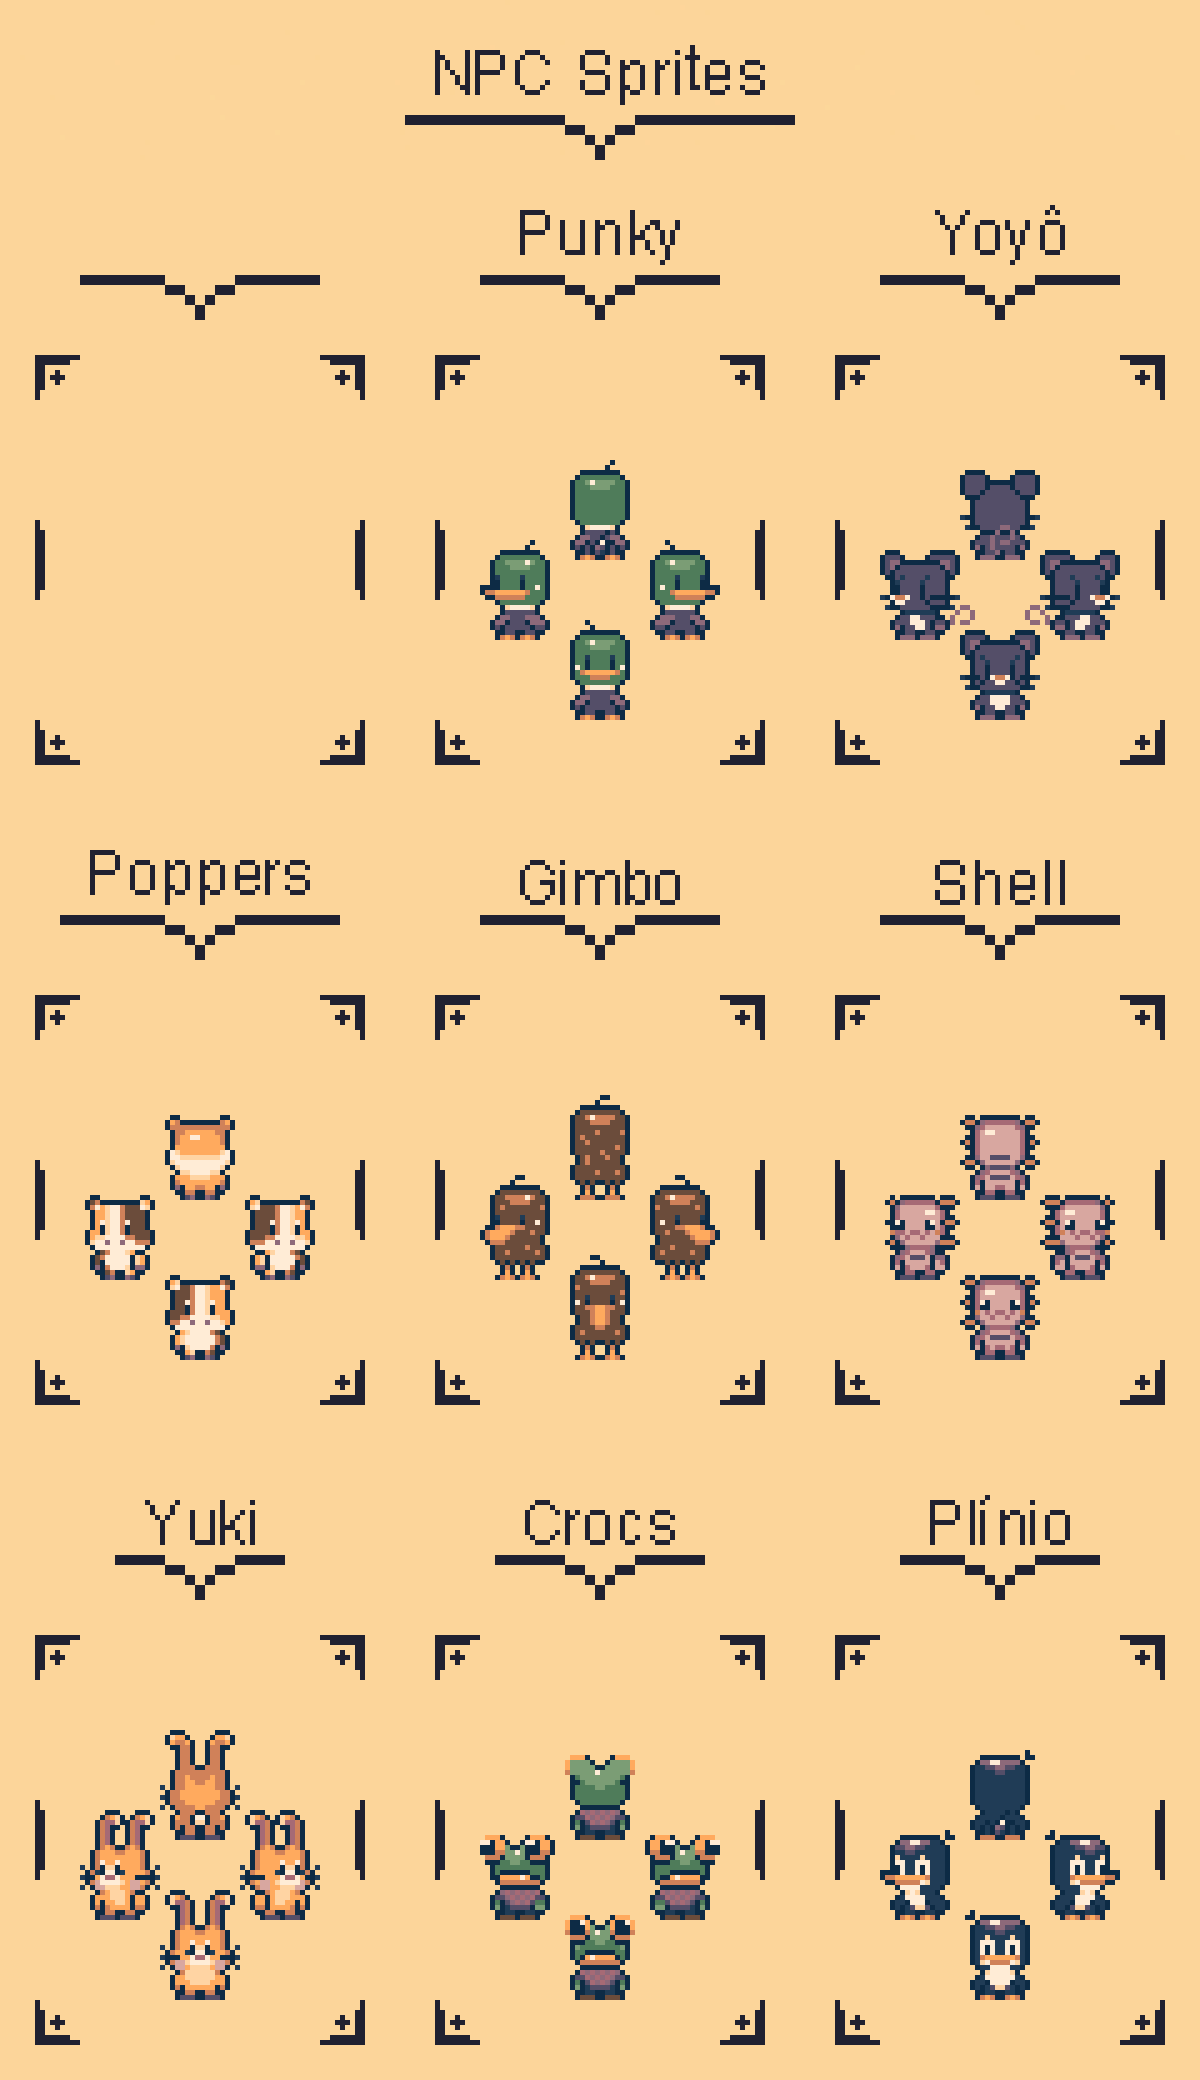 NPC Sprites
Punky
Yoyô
Poppers
Gimbo
Shell
Yuki
Crocs
Plínio